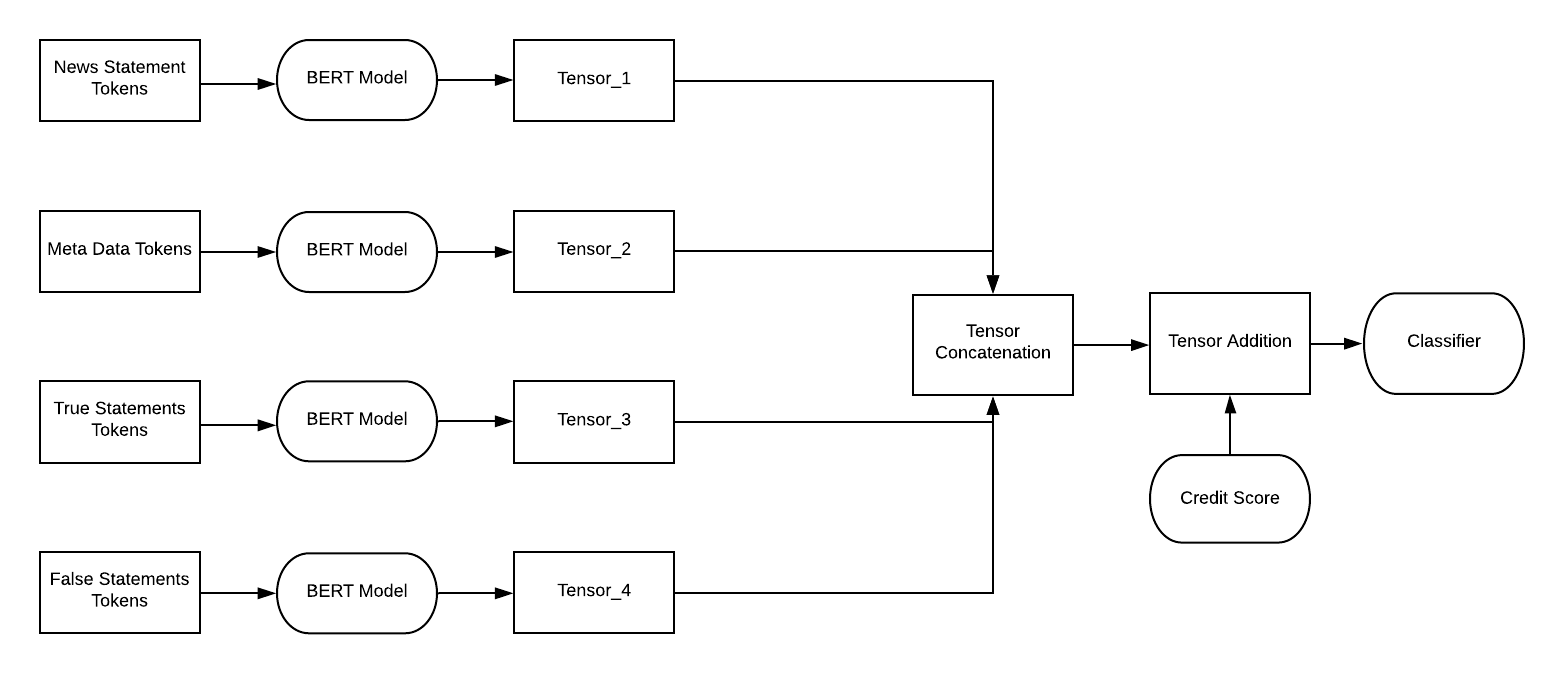 News Statement
Tokens
BERT Model
Tensor_1
Meta Data Tokens
BERT Model
Tensor_2
True Statements
Tokens
BERT Model
Tensor_3
False Statements
Tokens
BERT Model
Tensor_4
Tensor
Concatenation
Tensor Addition
Classifier
Credit Score